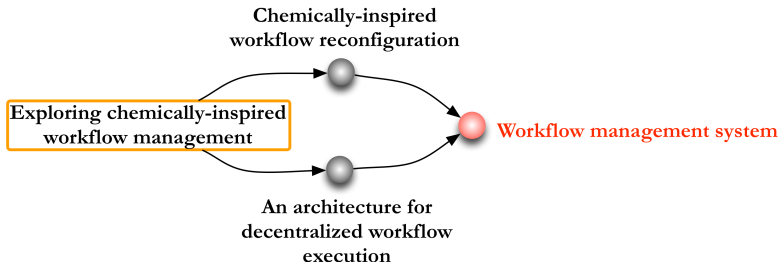 Chemically-inspired
workflow reconfiguration
Exploring chemically-inspired
workflow management
Workflow management system
An architecture for
decentralized workflow
execution